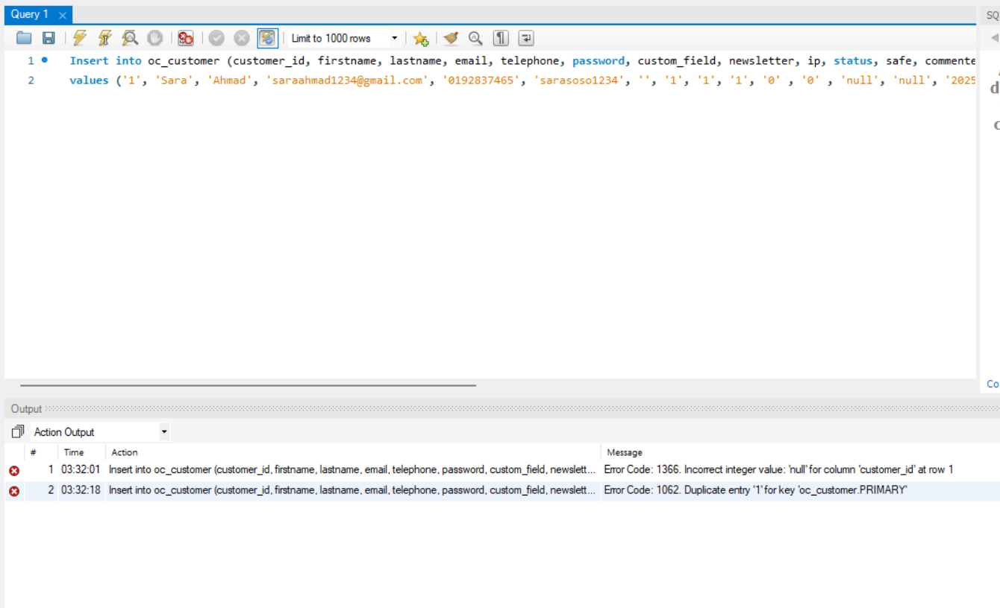 Query 1
SQ
Limit to 1000 rows
1 Insert into oc_customer (customer_id, firstname, lastname, email, telephone, password, custom_field, newsletter, ip, status, safe, commente
2 values ('1', 'Sara', 'Ahmad', 'saraahmad1234@gmail.com', '0192837465', 'sarasoso1234', '', '1', '1', '1', '0' , '0' , 'null', 'null', '2025
d
c
Co
Output
Action Output
# Time Action Message
1 03:32:01 Insert into oc_customer (customer_id, firstname, lastname, email, telephone, password, custom_field, newslett... Error Code: 1366. Incorrect integer value: 'null' for column 'customer_id' at row 1
2 03:32:18 Insert into oc_customer (customer_id, firstname, lastname, email, telephone, password, custom_field, newslett... Error Code: 1062. Duplicate entry '1' for key 'oc_customer.PRIMARY'